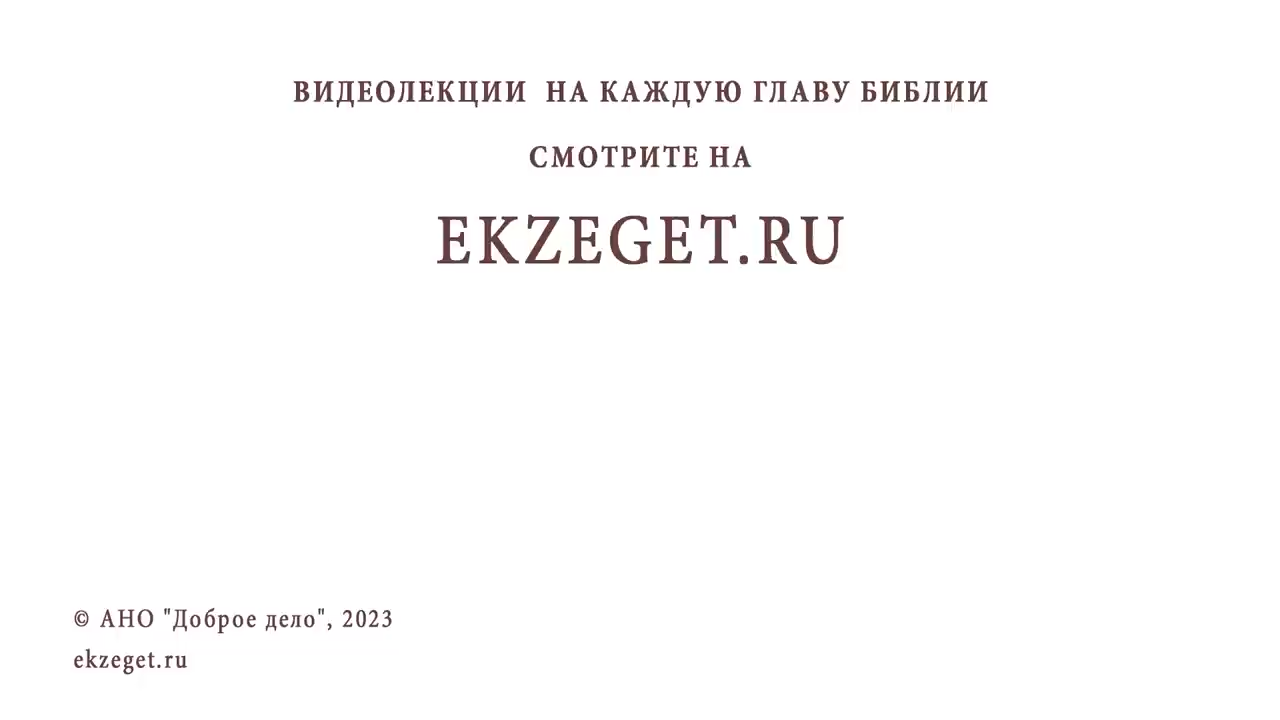 ВИДЕОЛЕКЦИИ НА КАЖДУЮ ГЛАВУ БИБЛИИ
СМОТРИТЕ НА
EKZEGET.RU
© АНО "Доброе дело", 2023
ekzeget.ru